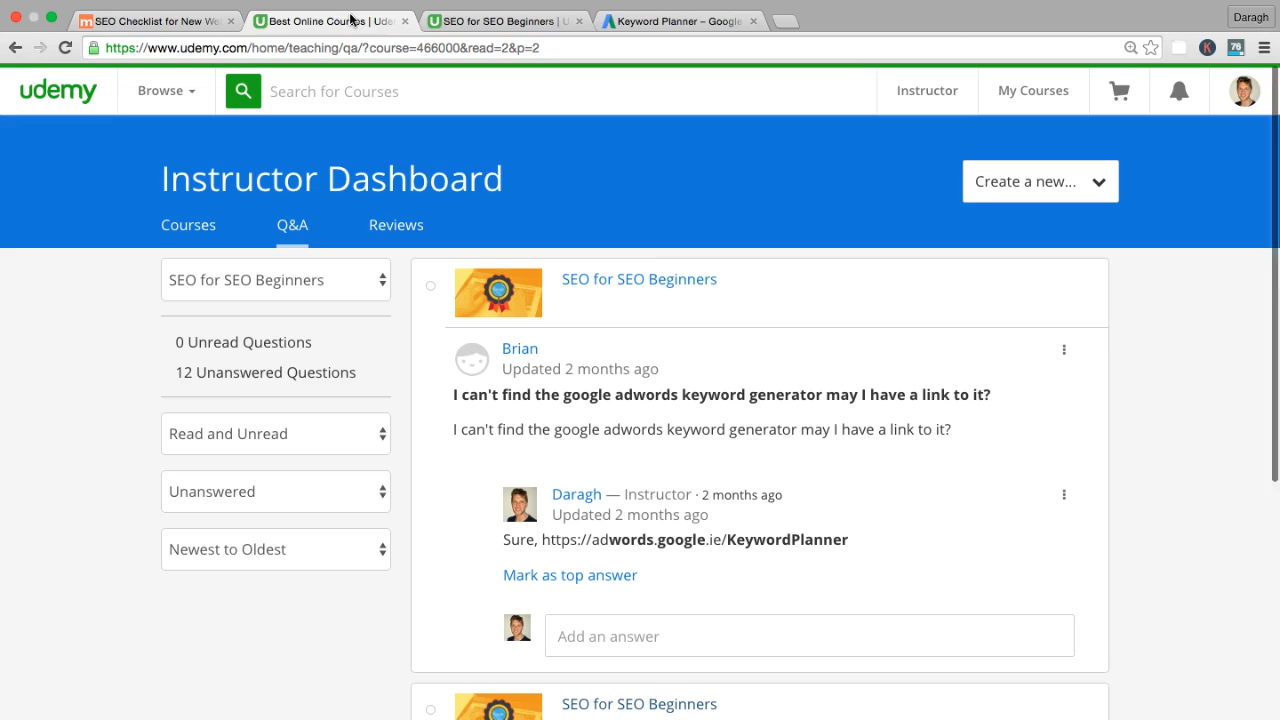 SEO Checklist for New We
Best Online Courses | Ude
SEO for SEO Beginners | U
Keyword Planner – Google
Daragh
https://www.udemy.com/home/teaching/qa/?course=466000&read=2&p=2
76
udemy
Browse
Search for Courses
Instructor
My Courses
Instructor Dashboard
Create a new...
Courses
Q&A
Reviews
SEO for SEO Beginners
0 Unread Questions
12 Unanswered Questions
Read and Unread
Unanswered
Newest to Oldest
SEO for SEO Beginners
Brian
Updated 2 months ago
I can't find the google adwords keyword generator may I have a link to it?
I can't find the google adwords keyword generator may I have a link to it?
Daragh — Instructor · 2 months ago
Updated 2 months ago
Sure, https://adwords.google.ie/KeywordPlanner
Mark as top answer
Add an answer
SEO for SEO Beginners